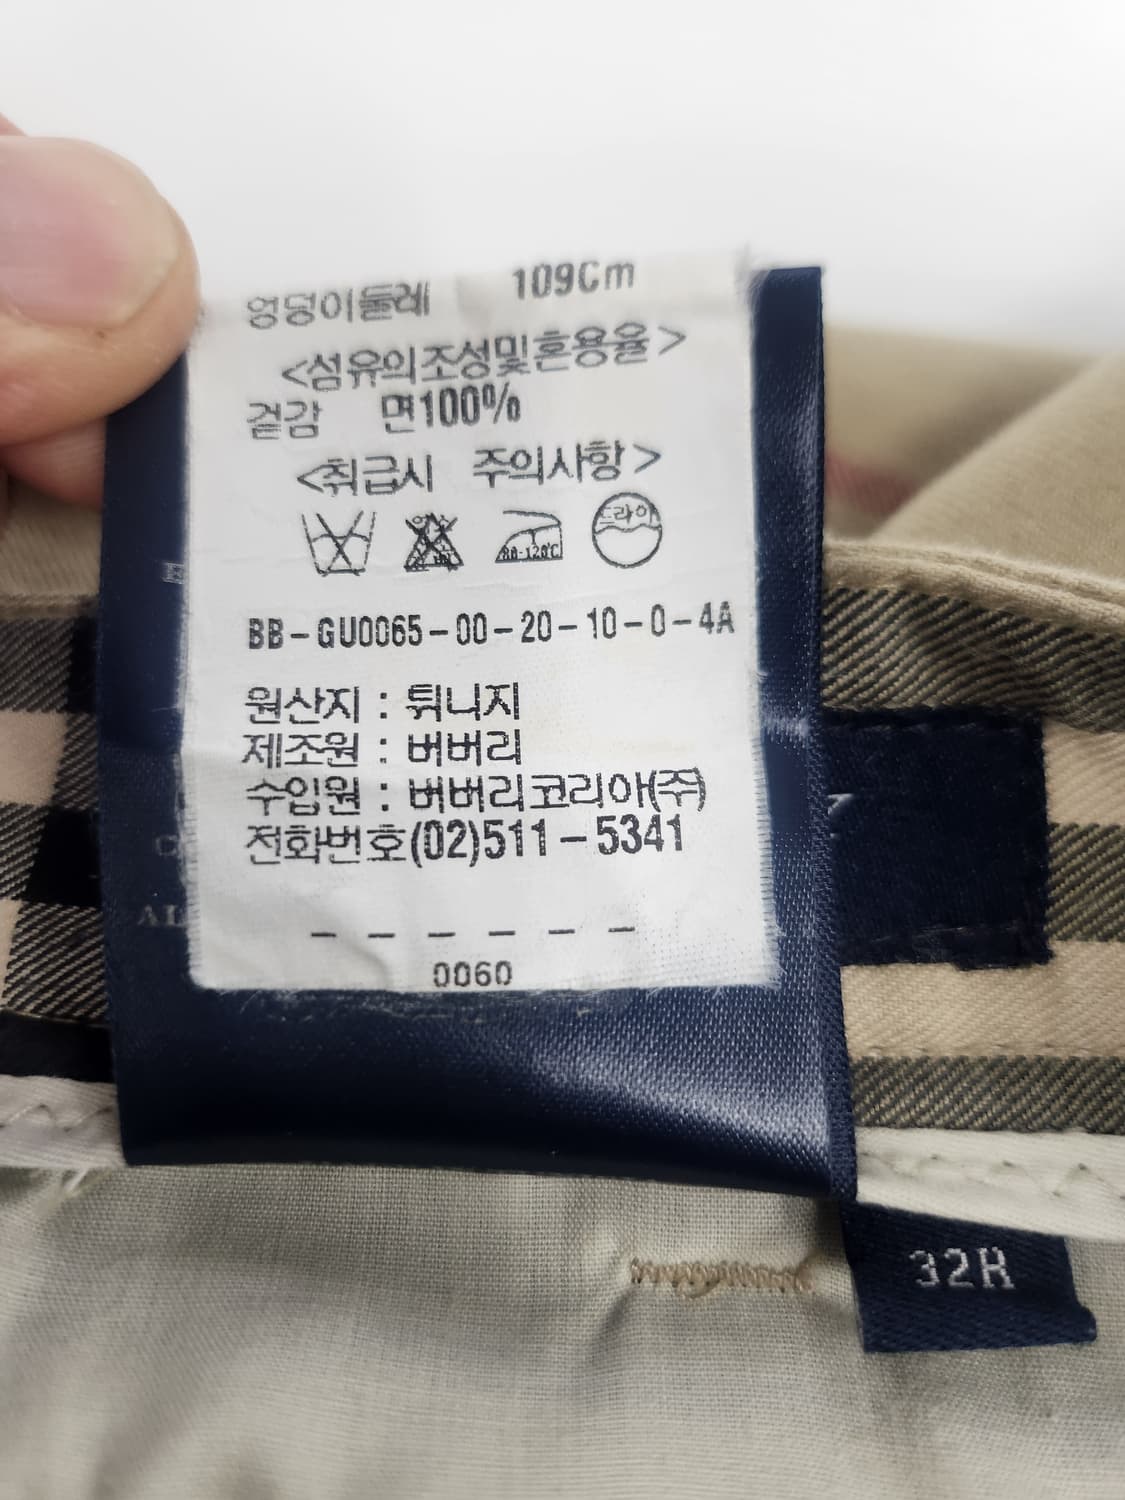 엉덩이둘레 109Cm
<섬유의조성및혼용율>
겉감 면100%
<취급시 주의사항>
드라이
80-120℃
BB-GU0065-00-20-10-0-4A
원산지 : 튀니지
제조원 : 버버리
수입원 : 버버리코리아(주)
전화번호(02)511-5341
------
0060
32R